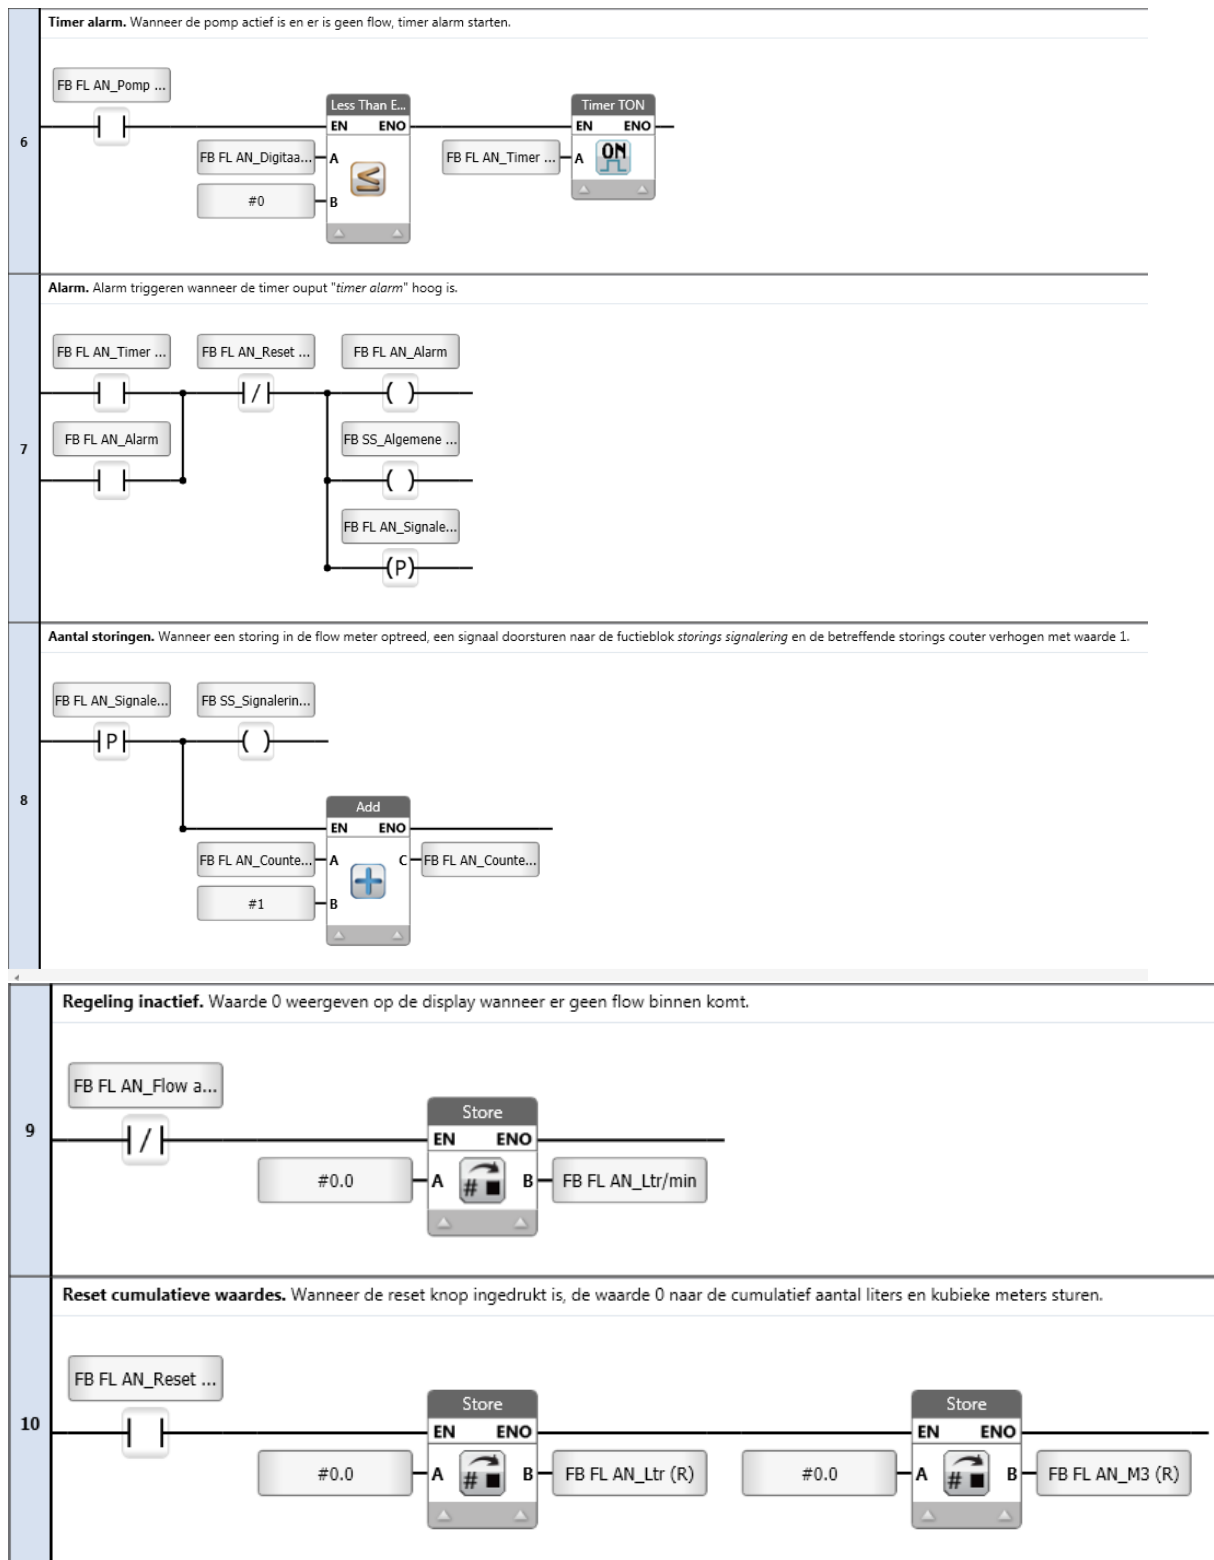 Timer alarm. Wanneer de pomp actief is en er is geen flow, timer alarm starten.
6
FB FL AN_Pomp ...
Less Than E...
EN ENO
FB FL AN_Digitaa... A
#0 B
Timer TON
EN ENO
FB FL AN_Timer ... A
ON
Alarm. Alarm triggeren wanneer de timer ouput "timer alarm" hoog is.
7
FB FL AN_Timer ... FB FL AN_Reset ... FB FL AN_Alarm
/ ( )
FB FL AN_Alarm FB SS_Algemene ...
( )
FB FL AN_Signale...
(P)
Aantal storingen. Wanneer een storing in de flow meter optreed, een signaal doorsturen naar de fuctieblok storings signalering en de betreffende storings couter verhogen met waarde 1.
8
FB FL AN_Signale... FB SS_Signalerin...
P ( )
Add
EN ENO
FB FL AN_Counte... A C FB FL AN_Counte...
#1 B
Regeling inactief. Waarde 0 weergeven op de display wanneer er geen flow binnen komt.
9
FB FL AN_Flow a...
/
Store
EN ENO
#0.0 A # B FB FL AN_Ltr/min
Reset cumulatieve waardes. Wanneer de reset knop ingedrukt is, de waarde 0 naar de cumulatief aantal liters en kubieke meters sturen.
10
FB FL AN_Reset ...
Store Store
EN ENO EN ENO
#0.0 A # B FB FL AN_Ltr (R) #0.0 A # B FB FL AN_M3 (R)